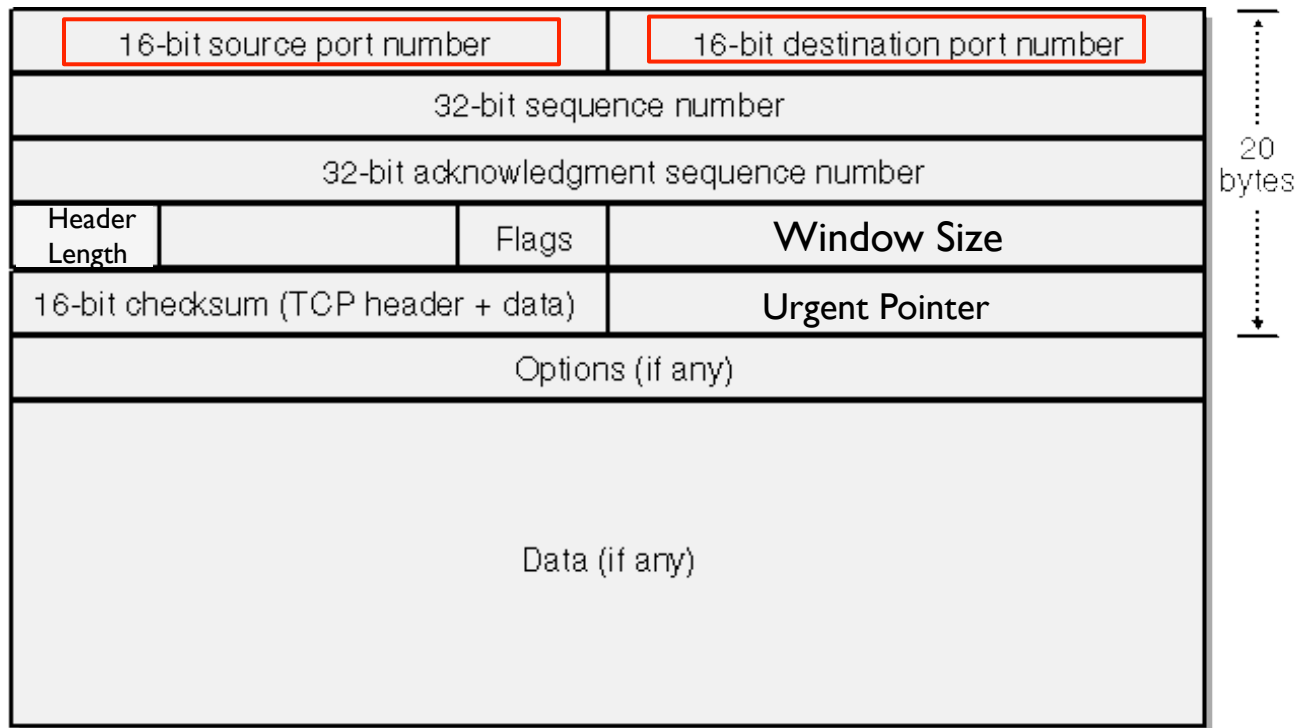 16-bit source port number
16-bit destination port number
32-bit sequence number
32-bit acknowledgment sequence number
20
bytes
Header
Length
Flags
Window Size
16-bit checksum (TCP header + data)
Urgent Pointer
Options (if any)
Data (if any)